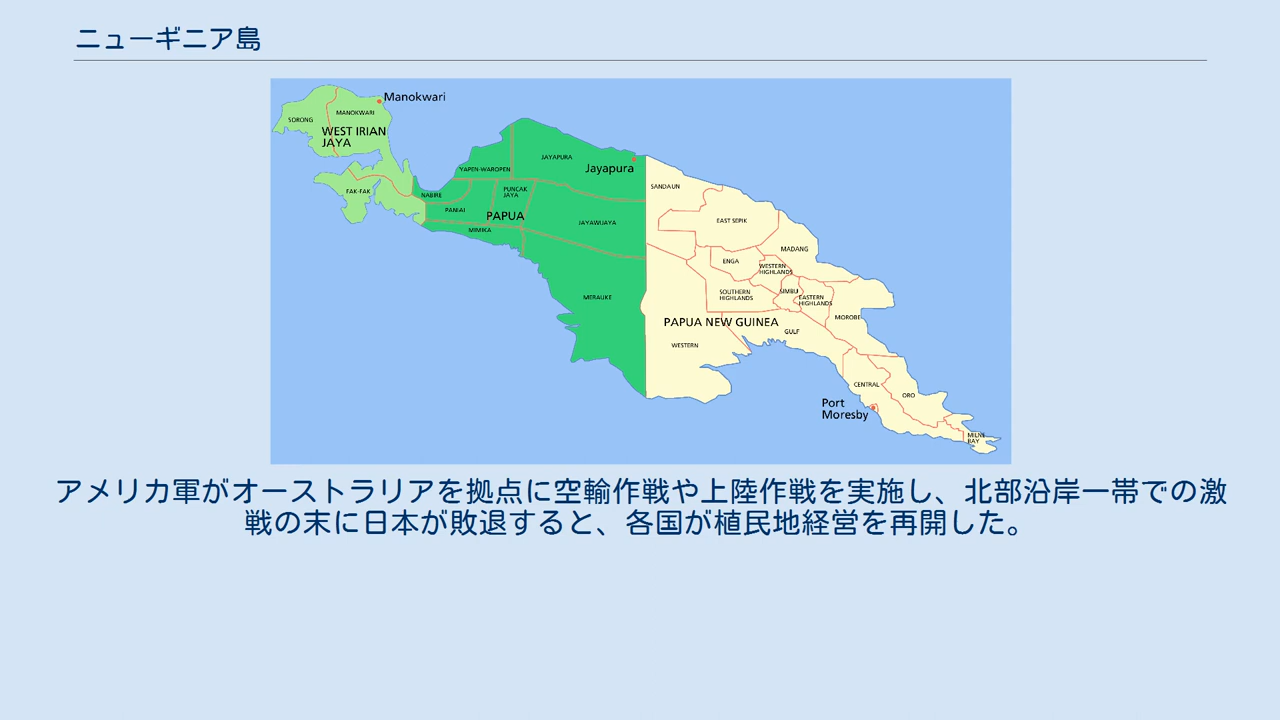 ニューギニア島
Manokwari
SORONG
MANOKWARI
WEST IRIAN
JAYA
FAK-FAK
YAPEN-WAROPEN
JAYAPURA
Jayapura
NABIRE
PANIAI
PUNCAK
JAYA
PAPUA
MIMIKA
JAYAWIJAYA
MERAUKE
SANDAUN
EAST SEPIK
MADANG
ENGA
WESTERN
HIGHLANDS
SOUTHERN
HIGHLANDS
SIMBU
EASTERN
HIGHLANDS
MOROBE
PAPUA NEW GUINEA
GULF
WESTERN
CENTRAL
ORO
Port
Moresby
MILNE
BAY
アメリカ軍がオーストラリアを拠点に空輸作戦や上陸作戦を実施し、北部沿岸一帯での激
戦の末に日本が敗退すると、各国が植民地経営を再開した。